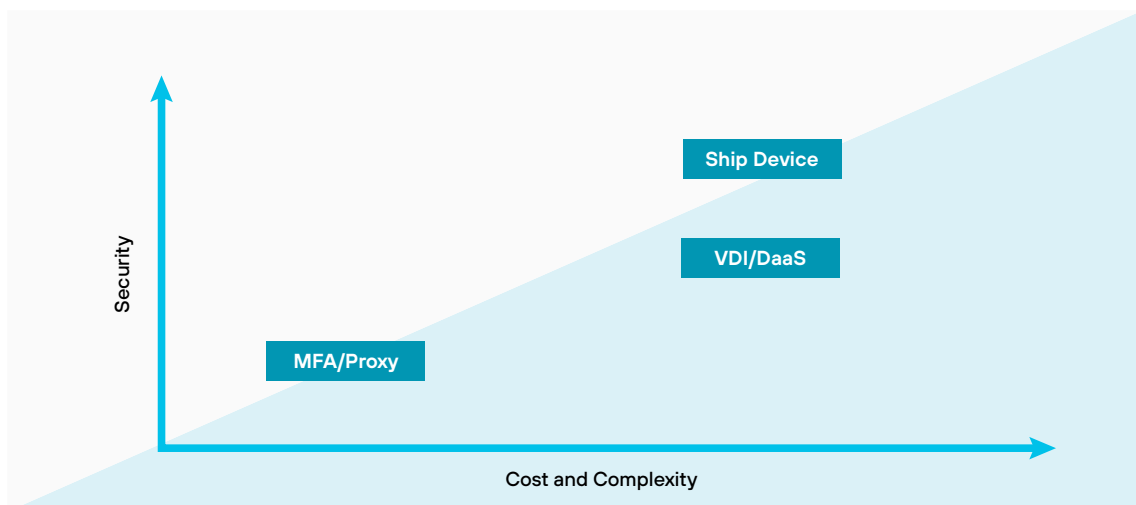 Ship Device
Security
VDI/DaaS
MFA/Proxy
Cost and Complexity